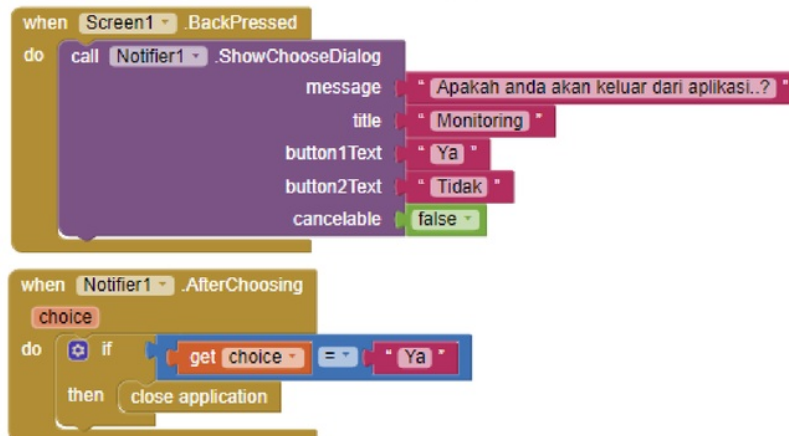 when Screen1 .BackPressed
do call Notifier1 .ShowChooseDialog
message " Apakah anda akan keluar dari aplikasi..? "
title " Monitoring "
button1Text " Ya "
button2Text " Tidak "
cancelable false
when Notifier1 .AfterChoosing
choice
do if get choice = " Ya "
then close application